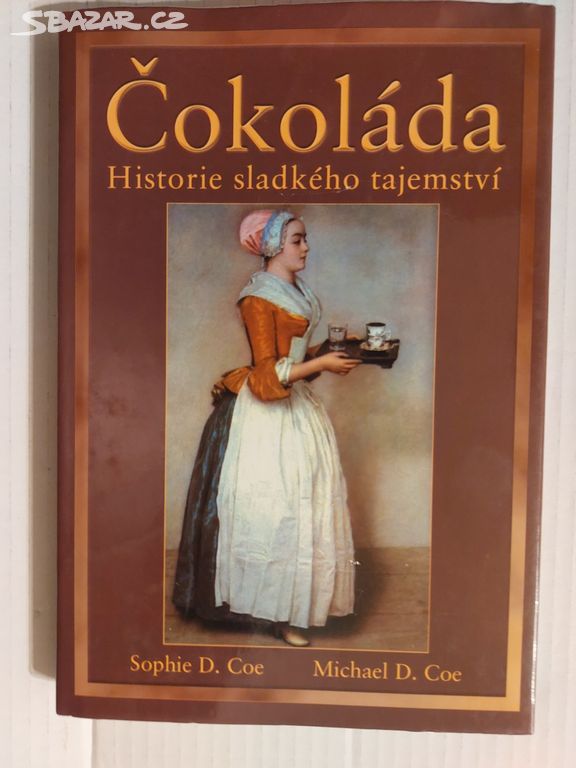 SBAZAR.CZ
Čokoláda
Historie sladkého tajemství
Sophie D. Coe Michael D. Coe